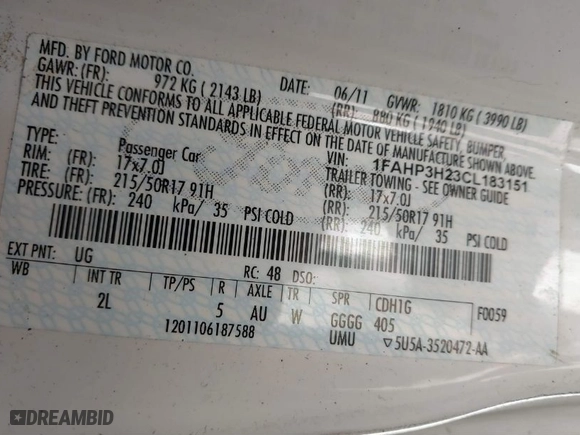 MFD. BY FORD MOTOR CO.
DATE: 06/11 GVWR: 1810 KG ( 3990 LB)
GAWR: (FR): 972 KG ( 2143 LB) (RR): 880 KG ( 1940 LB)
THIS VEHICLE CONFORMS TO ALL APPLICABLE FEDERAL MOTOR VEHICLE SAFETY, BUMPER,
AND THEFT PREVENTION STANDARDS IN EFFECT ON THE DATE OF MANUFACTURE SHOWN ABOVE.
VIN: 1FAHP3H23CL183151
TYPE: Passenger Car TRAILER TOWING - SEE OWNER GUIDE
RIM: (FR): 17x7.0J (RR): 17x7.0J
TIRE: (FR): 215/50R17 91H (RR): 215/50R17 91H
PRESSURE: (FR): 240 kPa/ 35 PSI COLD (RR): 240 kPa/ 35 PSI COLD
EXT PNT: UG RC: 48 DSO:
WB INT TR TP/PS R AXLE TR SPR CDH1G F0059
2L 5 AU W GGGG 405
1201106187588 UMU ▽5U5A-3520472-AA
DREAMBID